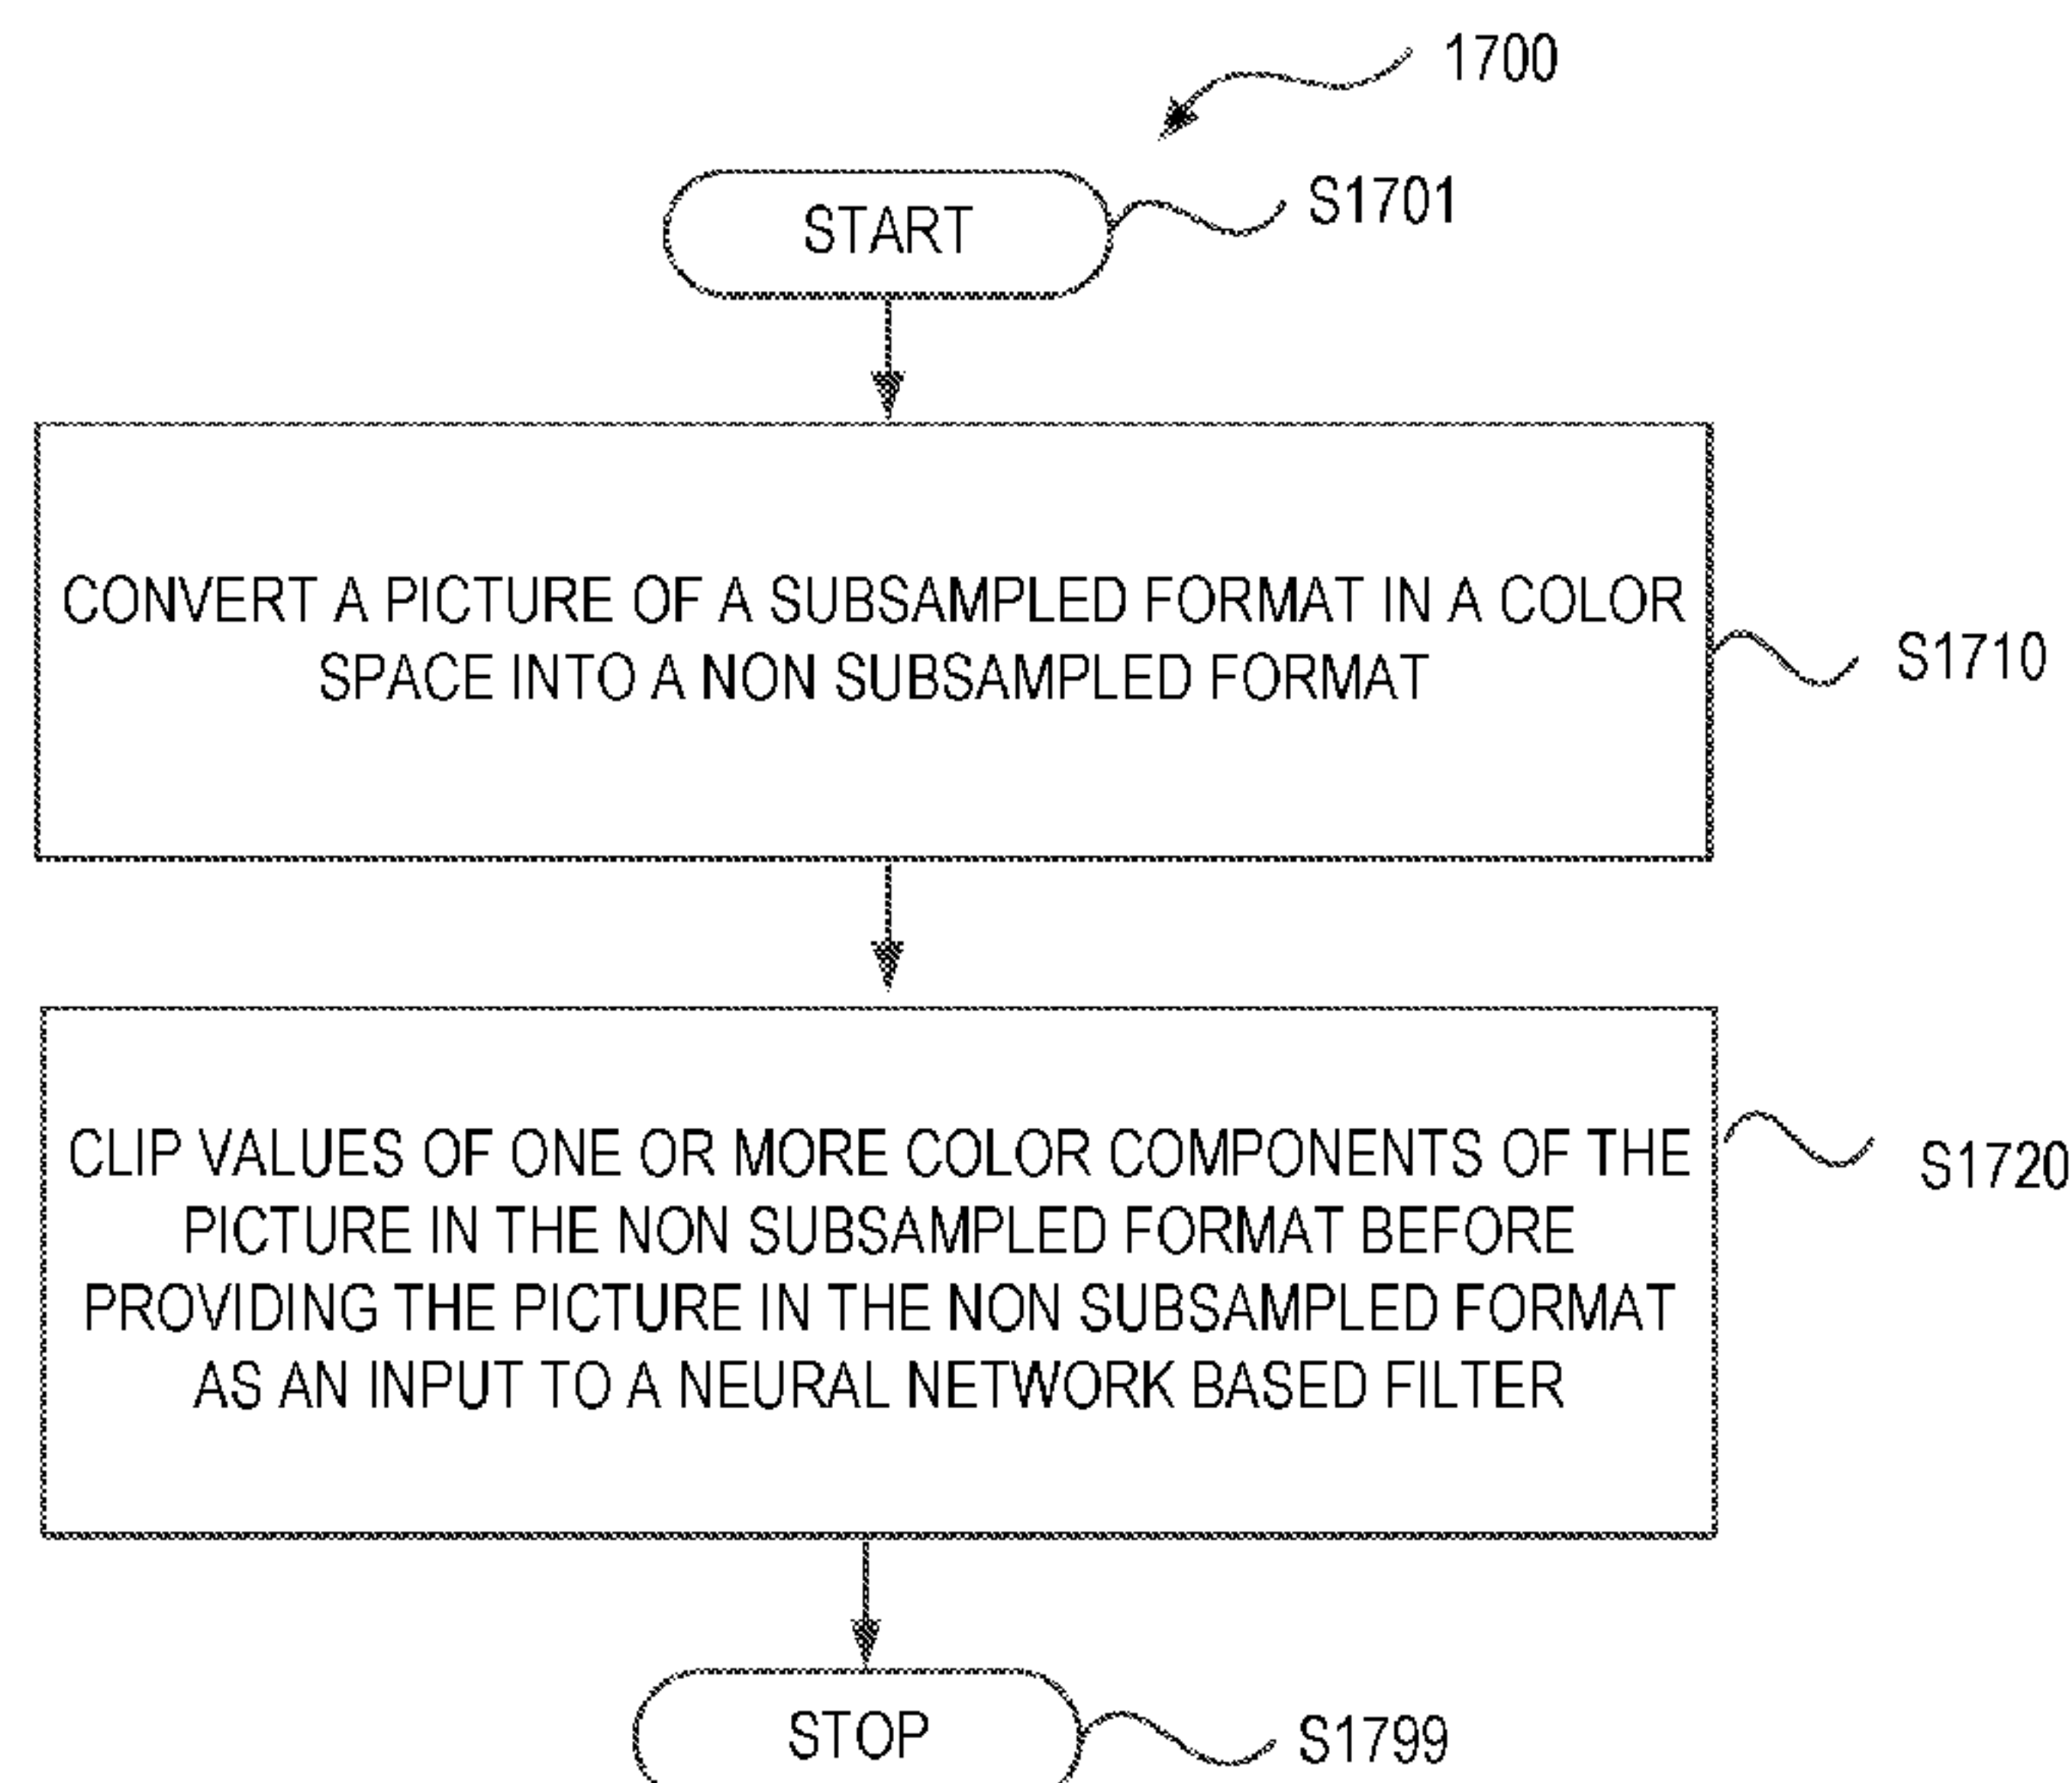 1700
START
S1701
CONVERT A PICTURE OF A SUBSAMPLED FORMAT IN A COLOR
SPACE INTO A NON SUBSAMPLED FORMAT
S1710
CLIP VALUES OF ONE OR MORE COLOR COMPONENTS OF THE
PICTURE IN THE NON SUBSAMPLED FORMAT BEFORE
PROVIDING THE PICTURE IN THE NON SUBSAMPLED FORMAT
AS AN INPUT TO A NEURAL NETWORK BASED FILTER
S1720
STOP
S1799